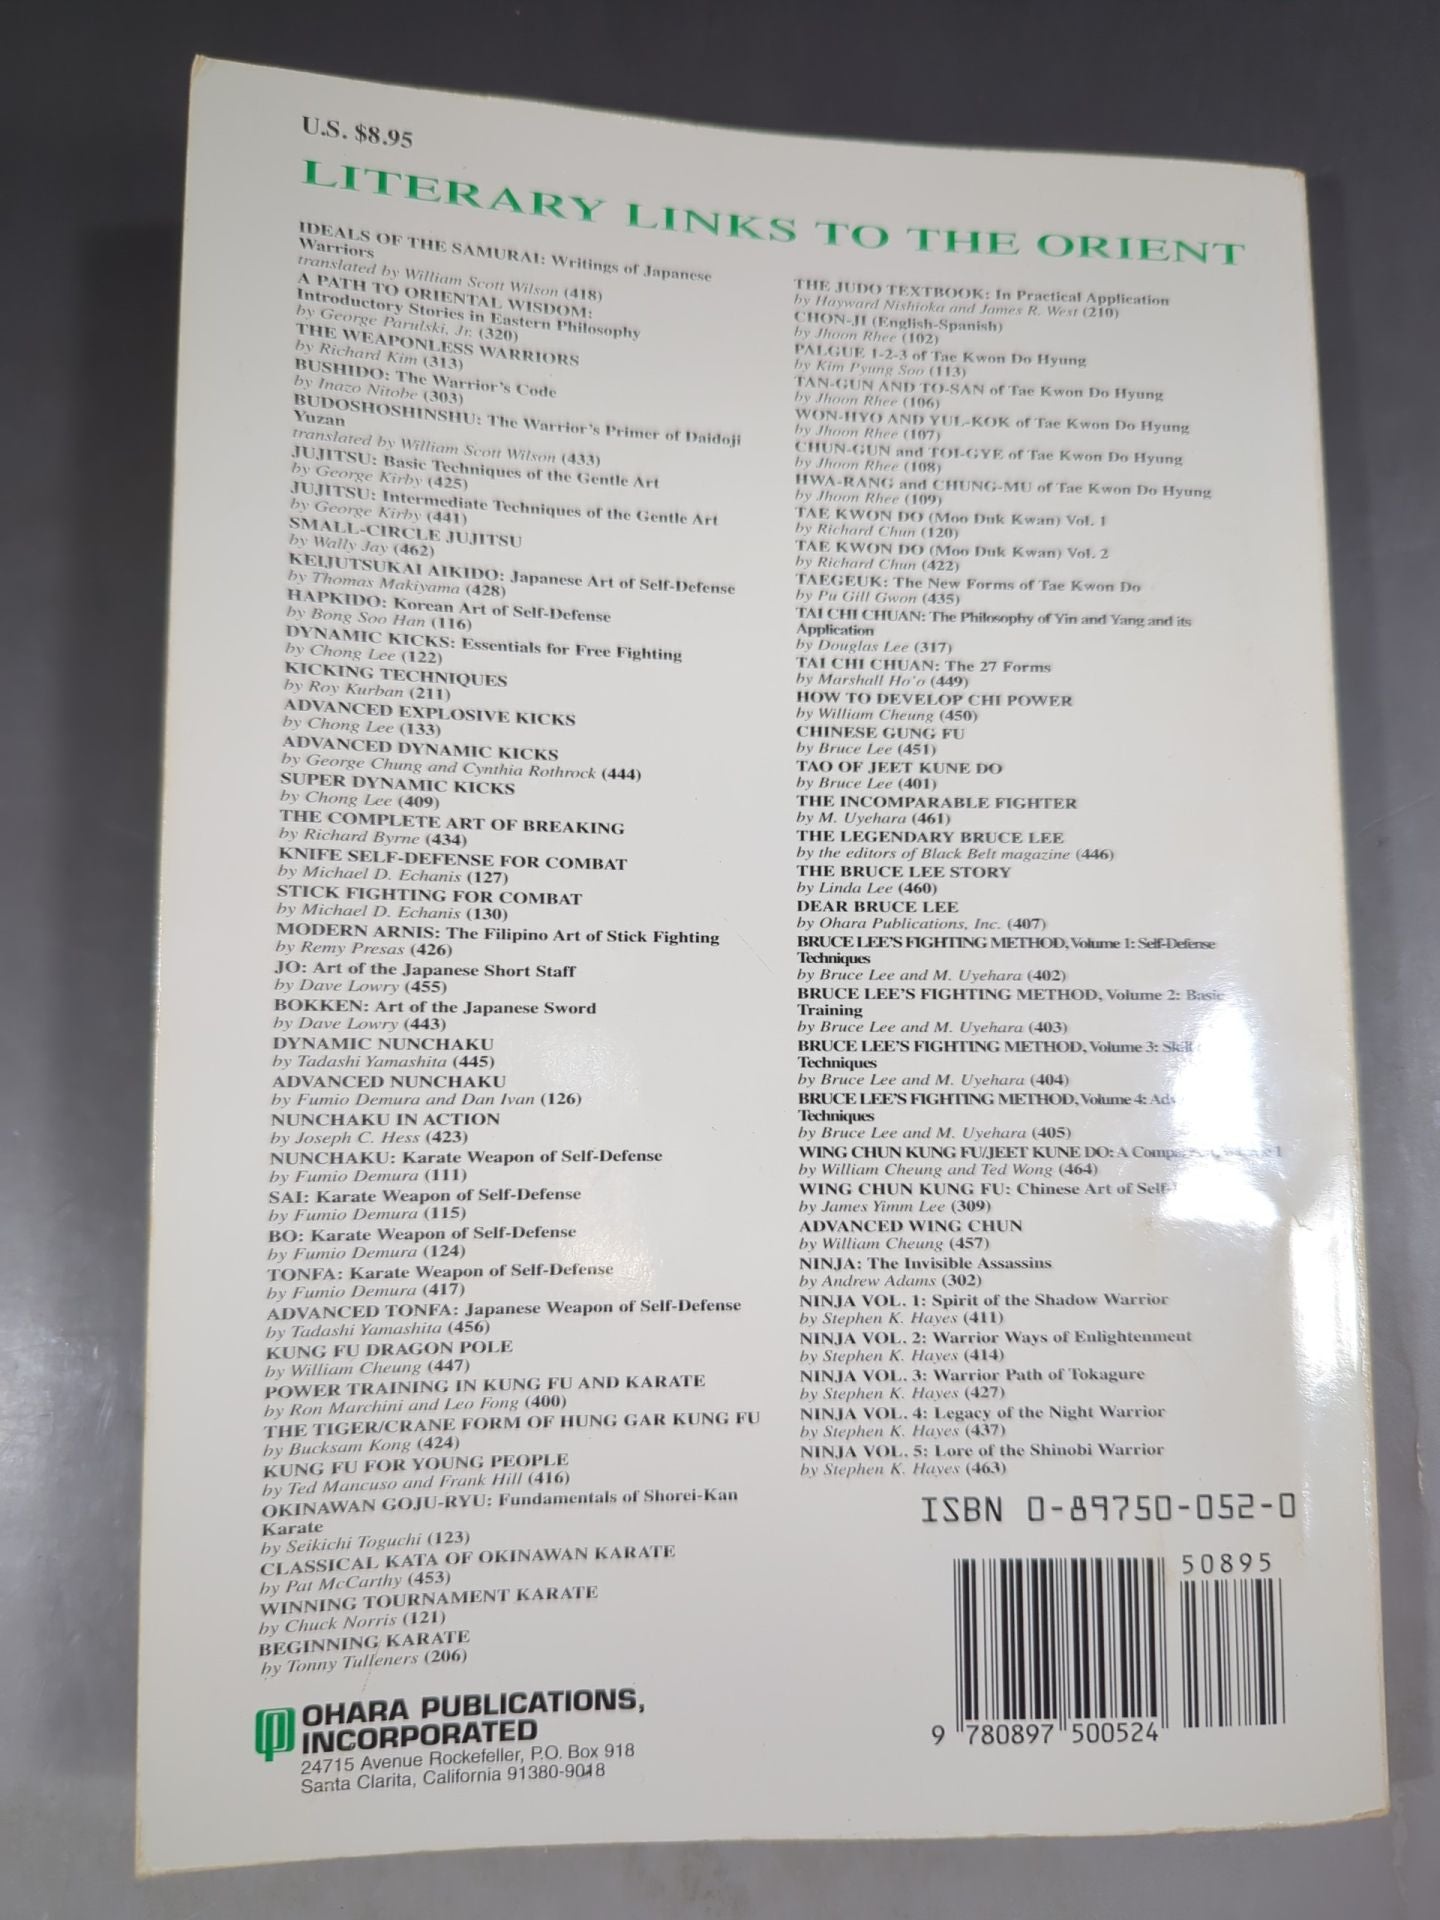 U.S. $8.95
LITERARY LINKS TO THE ORIENT
IDEALS OF THE SAMURAI: Writings of Japanese
Warriors
translated by William Scott Wilson (418)
A PATH TO ORIENTAL WISDOM:
Introductory Stories in Eastern Philosophy
by George Parulski, Jr. (320)
THE WEAPONLESS WARRIORS
by Richard Kim (313)
BUSHIDO: The Warrior's Code
by Inazo Nitobe (303)
BUDOSHOSHINSHU: The Warrior's Primer of Daidoji
Yuzan
translated by William Scott Wilson (433)
JUJITSU: Basic Techniques of the Gentle Art
by George Kirby (425)
JUJITSU: Intermediate Techniques of the Gentle Art
by George Kirby (441)
SMALL-CIRCLE JUJITSU
by Wally Jay (462)
KEIJUTSUKAI AIKIDO: Japanese Art of Self-Defense
by Thomas Makiyama (428)
HAPKIDO: Korean Art of Self-Defense
by Bong Soo Han (116)
DYNAMIC KICKS: Essentials for Free Fighting
by Chong Lee (122)
KICKING TECHNIQUES
by Roy Kurban (211)
ADVANCED EXPLOSIVE KICKS
by Chong Lee (133)
ADVANCED DYNAMIC KICKS
by George Chung and Cynthia Rothrock (444)
SUPER DYNAMIC KICKS
by Chong Lee (409)
THE COMPLETE ART OF BREAKING
by Richard Byrne (434)
KNIFE SELF-DEFENSE FOR COMBAT
by Michael D. Echanis (127)
STICK FIGHTING FOR COMBAT
by Michael D. Echanis (130)
MODERN ARNIS: The Filipino Art of Stick Fighting
by Remy Presas (426)
JO: Art of the Japanese Short Staff
by Dave Lowry (455)
BOKKEN: Art of the Japanese Sword
by Dave Lowry (443)
DYNAMIC NUNCHAKU
by Tadashi Yamashita (445)
ADVANCED NUNCHAKU
by Fumio Demura and Dan Ivan (126)
NUNCHAKU IN ACTION
by Joseph C. Hess (423)
NUNCHAKU: Karate Weapon of Self-Defense
by Fumio Demura (111)
SAI: Karate Weapon of Self-Defense
by Fumio Demura (115)
BO: Karate Weapon of Self-Defense
by Fumio Demura (124)
TONFA: Karate Weapon of Self-Defense
by Fumio Demura (417)
ADVANCED TONFA: Japanese Weapon of Self-Defense
by Tadashi Yamashita (456)
KUNG FU DRAGON POLE
by William Cheung (447)
POWER TRAINING IN KUNG FU AND KARATE
by Ron Marchini and Leo Fong (400)
THE TIGER/CRANE FORM OF HUNG GAR KUNG FU
by Bucksam Kong (424)
KUNG FU FOR YOUNG PEOPLE
by Ted Mancuso and Frank Hill (416)
OKINAWAN GOJU-RYU: Fundamentals of Shorei-Kan
Karate
by Seikichi Toguchi (123)
CLASSICAL KATA OF OKINAWAN KARATE
by Pat McCarthy (453)
WINNING TOURNAMENT KARATE
by Chuck Norris (121)
BEGINNING KARATE
by Tonny Tulleners (206)
THE JUDO TEXTBOOK: In Practical Application
by Hayward Nishioka and James R. West (210)
CHON-JI (English-Spanish)
by Jhoon Rhee (102)
PALGUE 1-2-3 of Tae Kwon Do Hyung
by Kim Pyung Soo (113)
TAN-GUN AND TO-SAN of Tae Kwon Do Hyung
by Jhoon Rhee (106)
WON-HYO AND YUL-KOK of Tae Kwon Do Hyung
by Jhoon Rhee (107)
CHUN-GUN and TOI-GYE of Tae Kwon Do Hyung
by Jhoon Rhee (108)
HWA-RANG and CHUNG-MU of Tae Kwon Do Hyung
by Jhoon Rhee (109)
TAE KWON DO (Moo Duk Kwan) Vol. 1
by Richard Chun (120)
TAE KWON DO (Moo Duk Kwan) Vol. 2
by Richard Chun (422)
TAEGEUK: The New Forms of Tae Kwon Do
by Pu Gill Gwon (435)
TAI CHI CHUAN: The Philosophy of Yin and Yang and its
Application
by Douglas Lee (317)
TAI CHI CHUAN: The 27 Forms
by Marshall Ho'o (449)
HOW TO DEVELOP CHI POWER
by William Cheung (450)
CHINESE GUNG FU
by Bruce Lee (451)
TAO OF JEET KUNE DO
by Bruce Lee (401)
THE INCOMPARABLE FIGHTER
by M. Uyehara (461)
THE LEGENDARY BRUCE LEE
by the editors of Black Belt magazine (446)
THE BRUCE LEE STORY
by Linda Lee (460)
DEAR BRUCE LEE
by Ohara Publications, Inc. (407)
BRUCE LEE'S FIGHTING METHOD, Volume 1: Self-Defense
Techniques
by Bruce Lee and M. Uyehara (402)
BRUCE LEE'S FIGHTING METHOD, Volume 2: Basic
Training
by Bruce Lee and M. Uyehara (403)
BRUCE LEE'S FIGHTING METHOD, Volume 3: Skill
Techniques
by Bruce Lee and M. Uyehara (404)
BRUCE LEE'S FIGHTING METHOD, Volume 4:
Techniques
by Bruce Lee and M. Uyehara (405)
WING CHUN KUNG FU/JEET KUNE DO: A
by William Cheung and Ted Wong (464)
WING CHUN KUNG FU: Chinese Art of Self-
by James Yimm Lee (309)
ADVANCED WING CHUN
by William Cheung (457)
NINJA: The Invisible Assassins
by Andrew Adams (302)
NINJA VOL. 1: Spirit of the Shadow Warrior
by Stephen K. Hayes (411)
NINJA VOL. 2: Warrior Ways of Enlightenment
by Stephen K. Hayes (414)
NINJA VOL. 3: Warrior Path of Tokagure
by Stephen K. Hayes (427)
NINJA VOL. 4: Legacy of the Night Warrior
by Stephen K. Hayes (437)
NINJA VOL. 5: Lore of the Shinobi Warrior
by Stephen K. Hayes (463)
ISBN 0-89750-052-0
50895
9 780897 500524
OHARA PUBLICATIONS,
INCORPORATED
24715 Avenue Rockefeller, P.O. Box 918
Santa Clarita, California 91380-9018